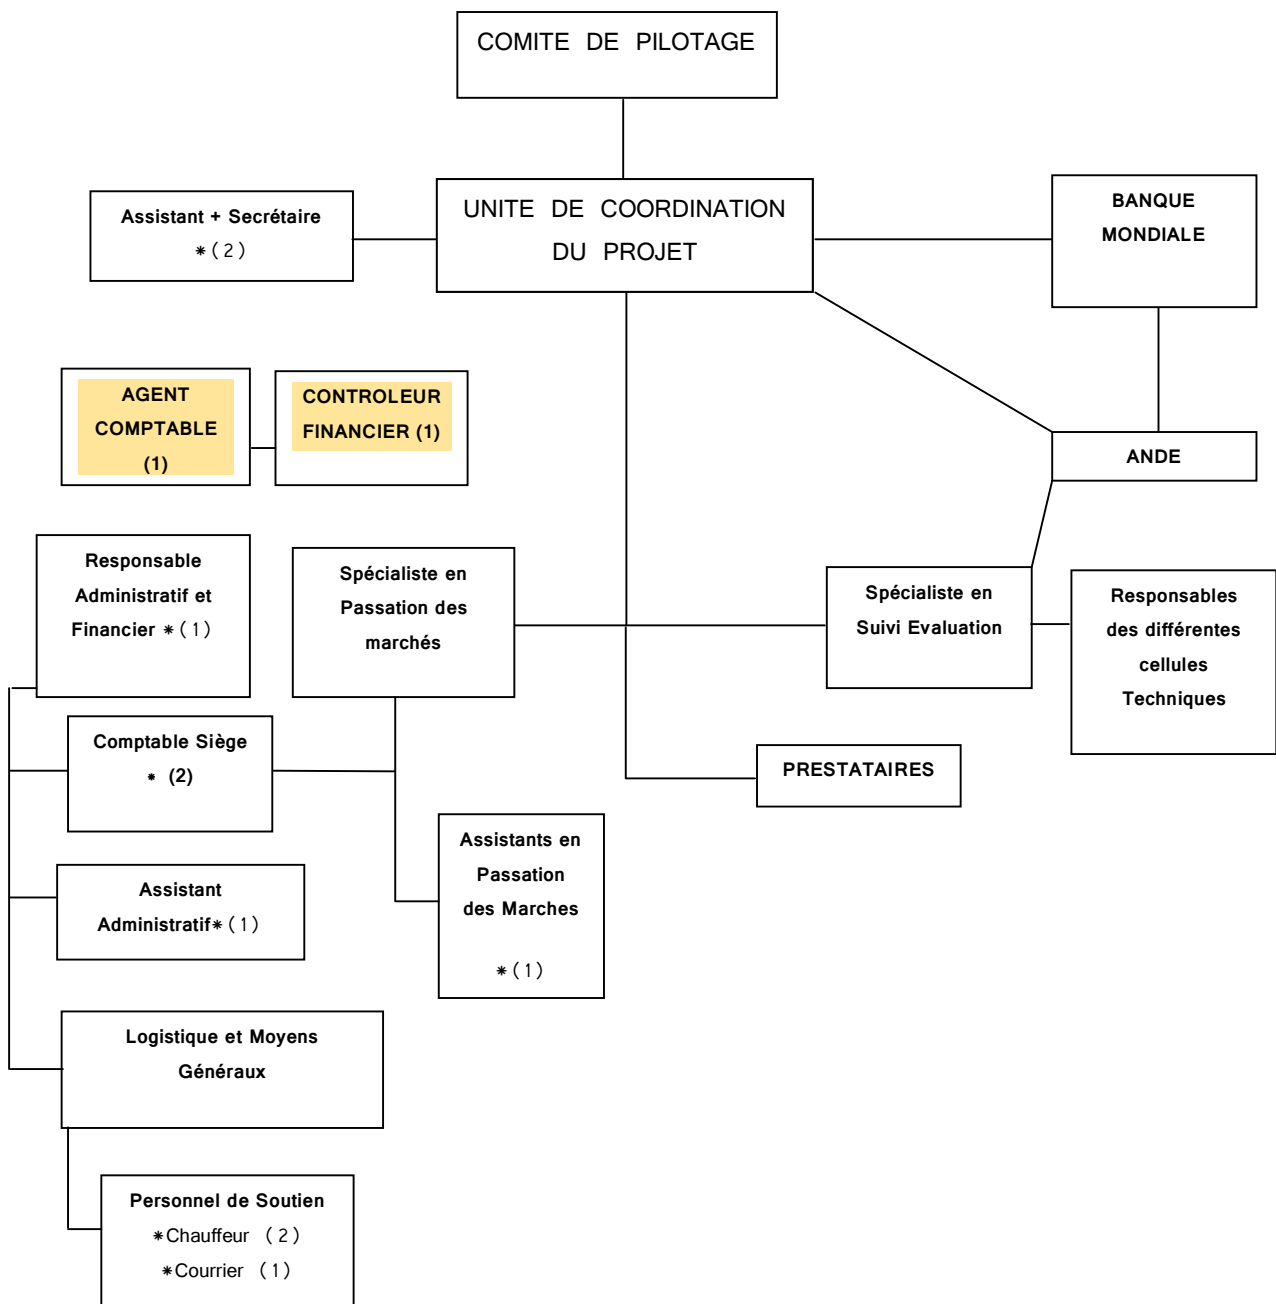 COMITE DE PILOTAGE
Assistant + Secrétaire
* (2)
UNITE DE COORDINATION
DU PROJET
BANQUE
MONDIALE
AGENT
COMPTABLE
(1)
CONTROLEUR
FINANCIER (1)
ANDE
Responsable
Administratif et
Financier * (1)
Spécialiste en
Passation des
marchés
Spécialiste en
Suivi Evaluation
Responsables
des différentes
cellules
Techniques
Comptable Siège
* (2)
PRESTATAIRES
Assistants en
Passation
des Marches
* (1)
Assistant
Administratif* (1)
Logistique et Moyens
Généraux
Personnel de Soutien
*Chauffeur (2)
*Courrier (1)